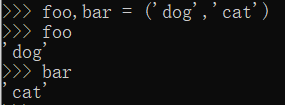 >>> foo,bar = ('dog','cat')
>>> foo
'dog'
>>> bar
'cat'